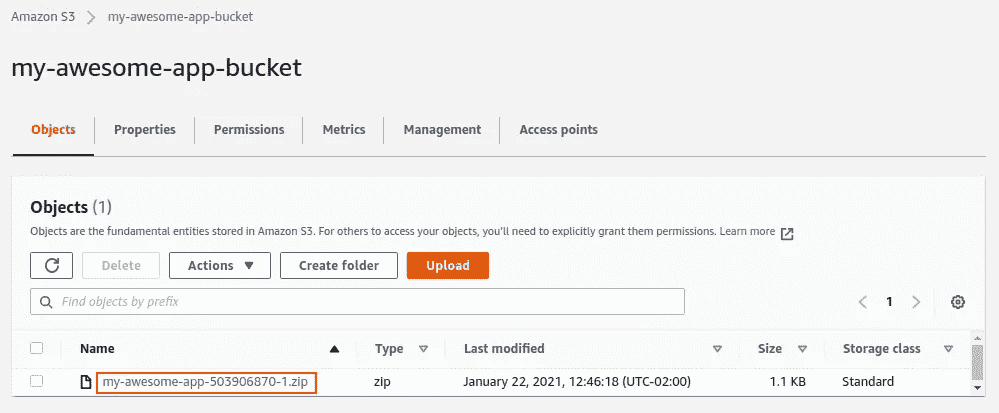 Amazon S3 > my-awesome-app-bucket
my-awesome-app-bucket
Objects Properties Permissions Metrics Management Access points
Objects (1)
Objects are the fundamental entities stored in Amazon S3. For others to access your objects, you'll need to explicitly grant them permissions. Learn more
Delete Actions Create folder Upload
Find objects by prefix 1
Name Type Last modified Size Storage class
my-awesome-app-503906870-1.zip zip January 22, 2021, 12:46:18 (UTC-02:00) 1.1 KB Standard